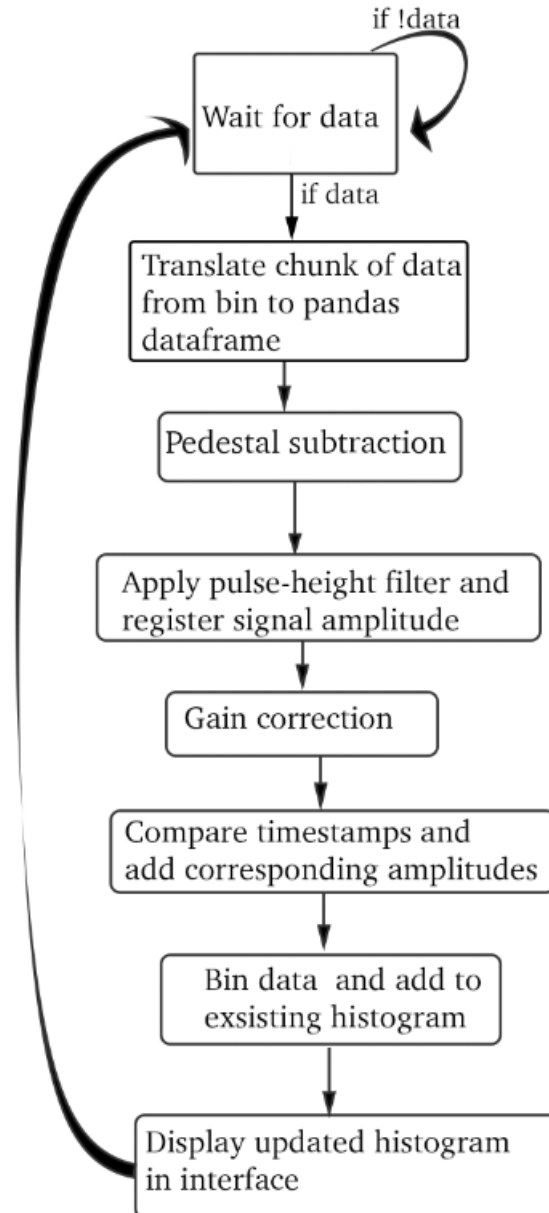 if !data
Wait for data
if data
Translate chunk of data
from bin to pandas
dataframe
Pedestal subtraction
Apply pulse-height filter and
register signal amplitude
Gain correction
Compare timestamps and
add corresponding amplitudes
Bin data and add to
exsisting histogram
Display updated histogram
in interface